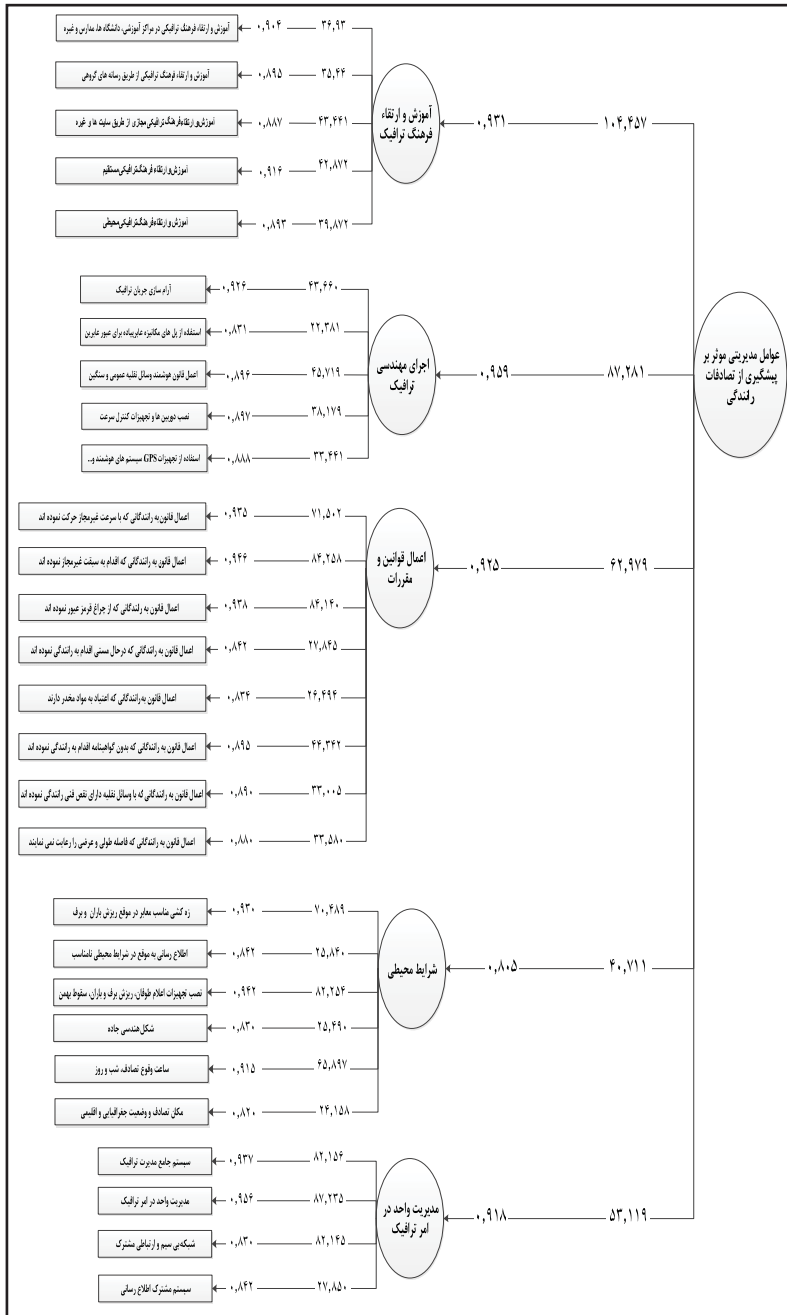 عوامل مدیریتی موثر بر
پیشگیری از تصادفات
رانندگی
۱۰۴,۴۵۷
۰,۹۳۱
آموزش و ارتقاء
فرهنگ ترافیک
۳۶,۹۳
۰,۹۰۴
آموزش و ارتقاء فرهنگ ترافیکی در مراکز آموزشی، دانشگاه ها، مدارس و غیره
۳۵,۴۴
۰,۸۹۵
آموزش و ارتقاء فرهنگ ترافیکی از طریق رسانه های گروهی
۴۳,۴۴۱
۰,۸۸۷
آموزش و ارتقاء فرهنگ ترافیکی مجازی از طریق سایت ها و غیره
۴۲,۸۷۲
۰,۹۱۶
آموزش و ارتقاء فرهنگ ترافیکی مستقیم
۳۹,۸۷۲
۰,۸۹۳
آموزش و ارتقاء فرهنگ ترافیکی محیطی
۸۷,۲۸۱
۰,۹۵۹
اجرای مهندسی
ترافیک
۴۳,۶۶۰
۰,۹۲۶
آرام سازی جریان ترافیک
۲۲,۳۸۱
۰,۸۳۱
استفاده از پل های مکانیزه عابرپیاده برای عبور عابرین
۴۵,۷۱۹
۰,۸۹۶
اعمال قانون هوشمند وسائل نقلیه عمومی و سنگین
۳۸,۱۷۹
۰,۸۹۷
نصب دوربین ها و تجهیزات کنترل سرعت
۳۳,۴۴۱
۰,۸۸۸
استفاده از تجهیزات GPS سیستم های هوشمند و...
۶۲,۹۷۹
۰,۹۲۵
اعمال قوانین و
مقررات
۷۱,۵۰۲
۰,۹۳۵
اعمال قانون به رانندگانی که با سرعت غیرمجاز حرکت نموده اند
۸۴,۲۵۸
۰,۹۴۶
اعمال قانون به رانندگانی که اقدام به سبقت غیرمجاز نموده اند
۸۴,۱۴۰
۰,۹۳۸
اعمال قانون به رانندگانی که از چراغ قرمز عبور نموده اند
۲۷,۸۴۵
۰,۸۴۲
اعمال قانون به رانندگانی که در حال مستی اقدام به رانندگی نموده اند
۲۶,۴۹۴
۰,۸۳۴
اعمال قانون به رانندگانی که اعتیاد به مواد مخدر دارند
۴۴,۳۴۲
۰,۸۹۵
اعمال قانون به رانندگانی که بدون گواهینامه اقدام به رانندگی نموده اند
۳۳,۰۰۵
۰,۸۹۰
اعمال قانون به رانندگانی که با وسائل نقلیه دارای نقص فنی رانندگی نموده اند
۳۳,۵۸۰
۰,۸۸۰
اعمال قانون به رانندگانی که فاصله طولی و عرضی را رعایت نمی نمایند
۴۰,۷۱۱
۰,۸۰۵
شرایط محیطی
۷۰,۴۸۹
۰,۹۳۰
زه کشی مناسب معابر در موقع ریزش باران و برف
۲۵,۸۴۰
۰,۸۴۲
اطلاع رسانی به موقع در شرایط محیطی نامناسب
۸۲,۲۵۴
۰,۹۴۲
نصب تجهیزات اعلام طوفان، ریزش برف و باران، سقوط بهمن
۲۵,۴۹۰
۰,۸۳۰
شکل هندسی جاده
۶۵,۸۹۷
۰,۹۱۵
ساعت وقوع تصادف، شب و روز
۲۴,۱۵۸
۰,۸۲۰
مکان تصادف و وضعیت جغرافیایی و اقلیمی
۵۳,۱۱۹
۰,۹۱۸
مدیریت واحد در
امر ترافیک
۸۲,۱۵۶
۰,۹۳۷
سیستم جامع مدیرت ترافیک
۸۷,۲۳۵
۰,۹۵۶
مدیریت واحد در امر ترافیک
۸۲,۱۴۵
۰,۸۳۰
شبکه بی سیم و ارتباطی مشترک
۲۷,۸۵۰
۰,۸۴۲
سیستم مشترک اطلاع رسانی